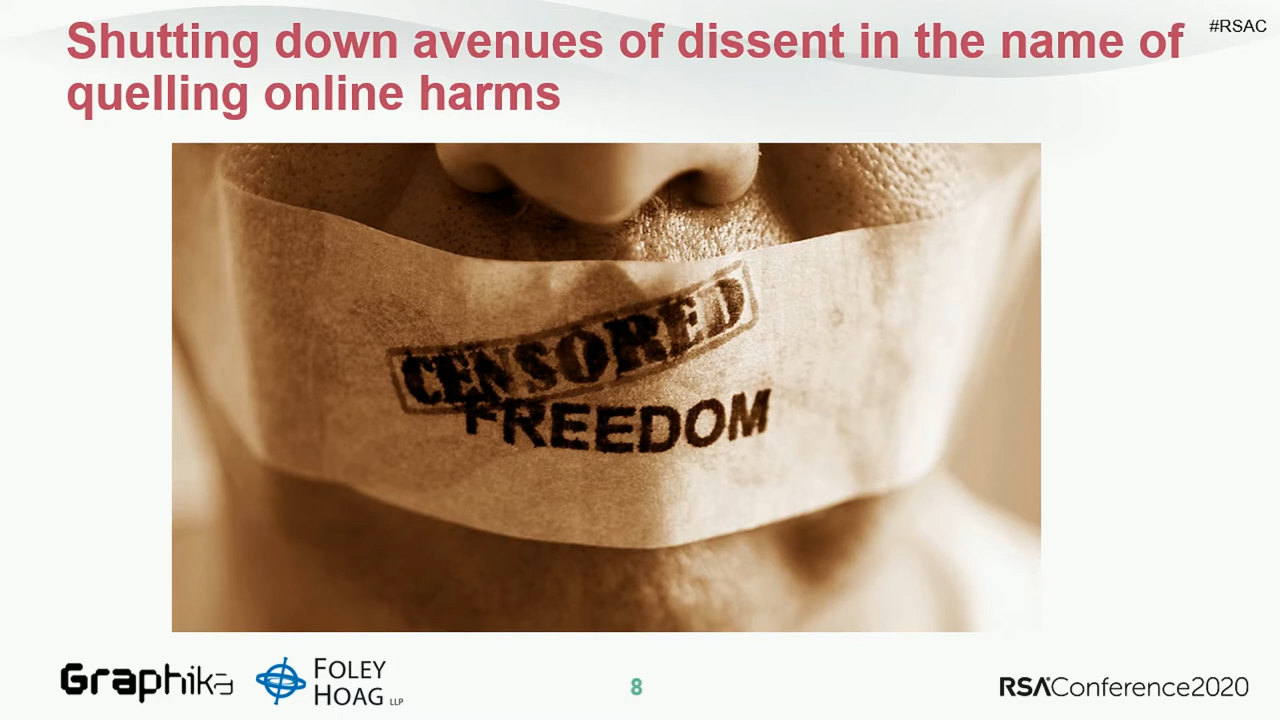 Shutting down avenues of dissent in the name of
quelling online harms
#RSAC
CENSORED
FREEDOM
Graphika
FOLEY
HOAG LLP
8
RSAConference2020